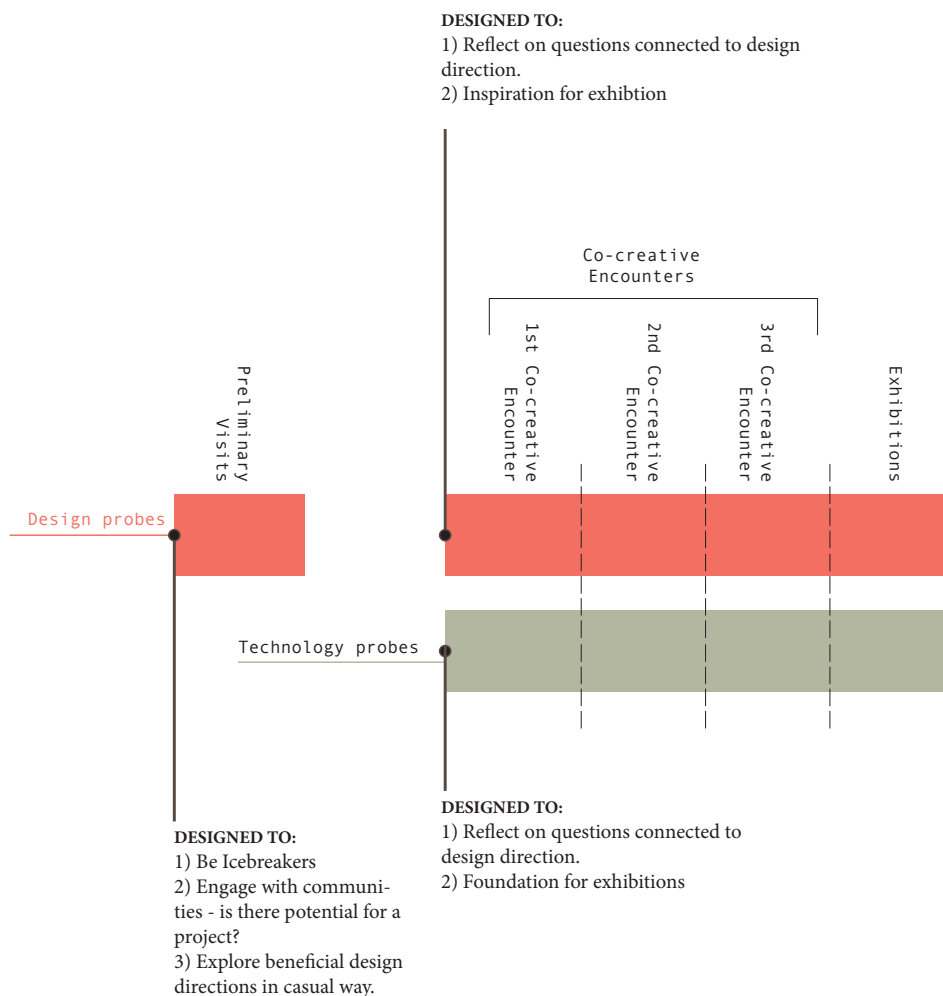 DESIGNED TO:
1) Reflect on questions connected to design
direction.
2) Inspiration for exhibtion
Co-creative
Encounters
Preliminary
Visits
1st Co-creative
Encounter
2nd Co-creative
Encounter
3rd Co-creative
Encounter
Exhibitions
Design probes
Technology probes
DESIGNED TO:
1) Be Icebreakers
2) Engage with communi-
ties - is there potential for a
project?
3) Explore beneficial design
directions in casual way.
DESIGNED TO:
1) Reflect on questions connected to
design direction.
2) Foundation for exhibitions